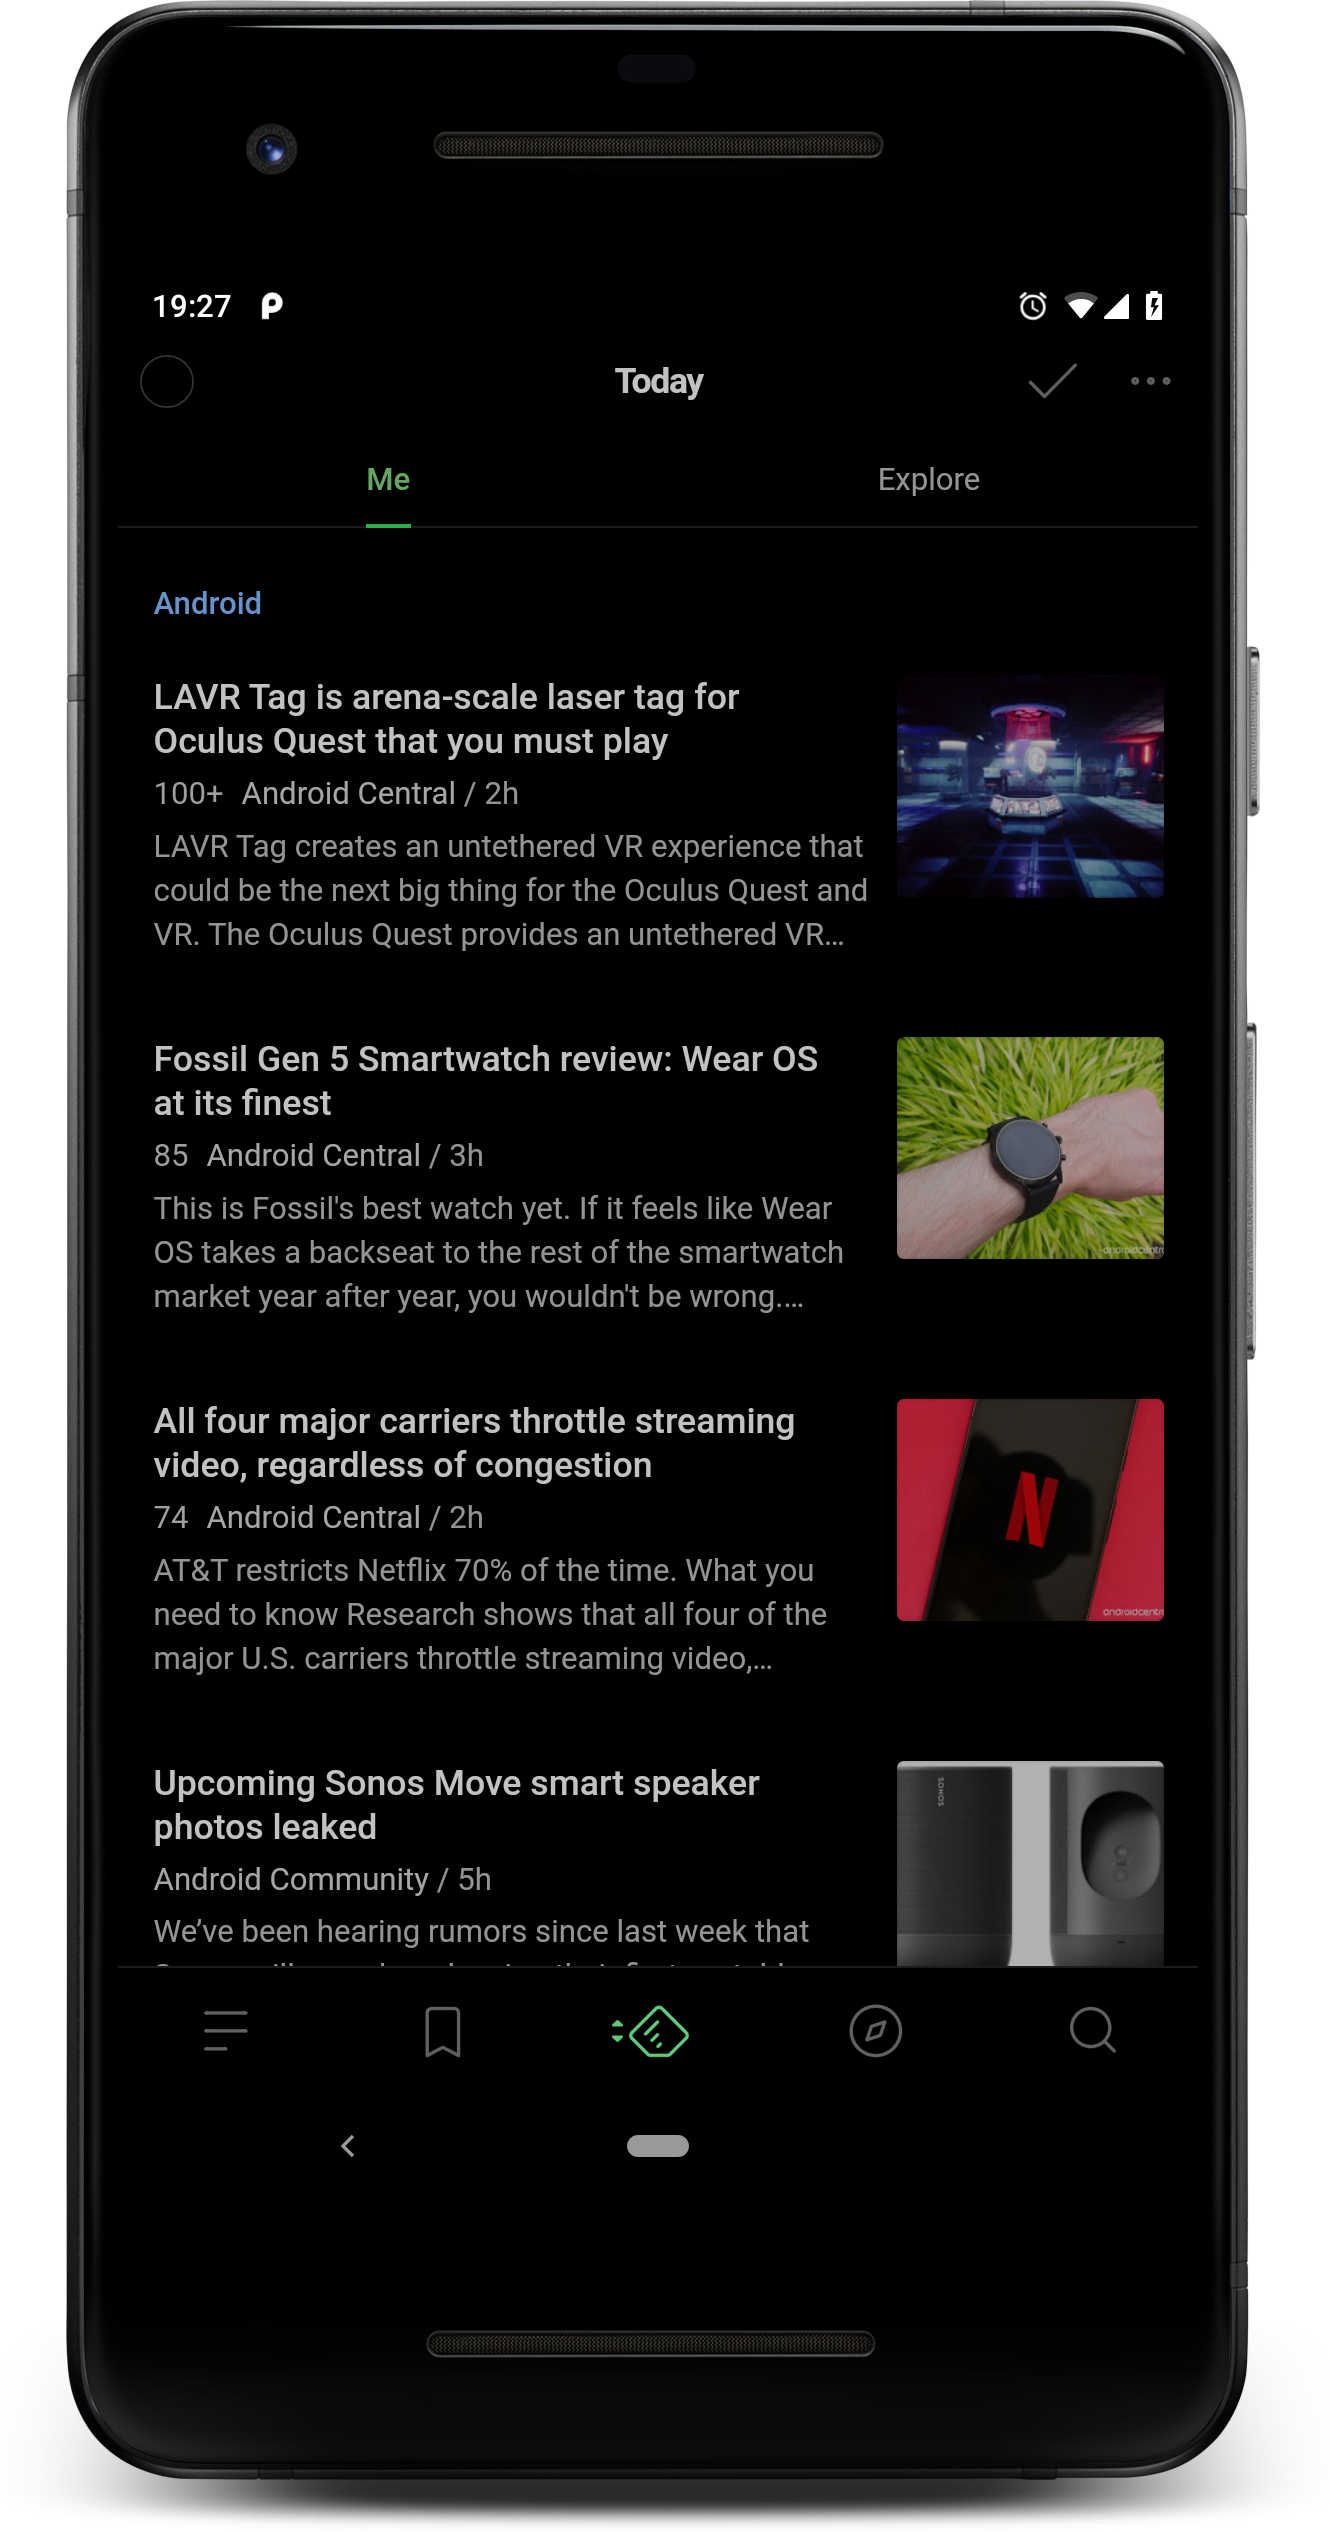 19:27
Today
Me
Explore
Android
LAVR Tag is arena-scale laser tag for
Oculus Quest that you must play
100+ Android Central / 2h
LAVR Tag creates an untethered VR experience that
could be the next big thing for the Oculus Quest and
VR. The Oculus Quest provides an untethered VR...
Fossil Gen 5 Smartwatch review: Wear OS
at its finest
85 Android Central / 3h
This is Fossil's best watch yet. If it feels like Wear
OS takes a backseat to the rest of the smartwatch
market year after year, you wouldn't be wrong....
androidcentr
All four major carriers throttle streaming
video, regardless of congestion
74 Android Central / 2h
AT&T restricts Netflix 70% of the time. What you
need to know Research shows that all four of the
major U.S. carriers throttle streaming video,...
N
androidcentr
Upcoming Sonos Move smart speaker
photos leaked
Android Community / 5h
We’ve been hearing rumors since last week that
SONOS